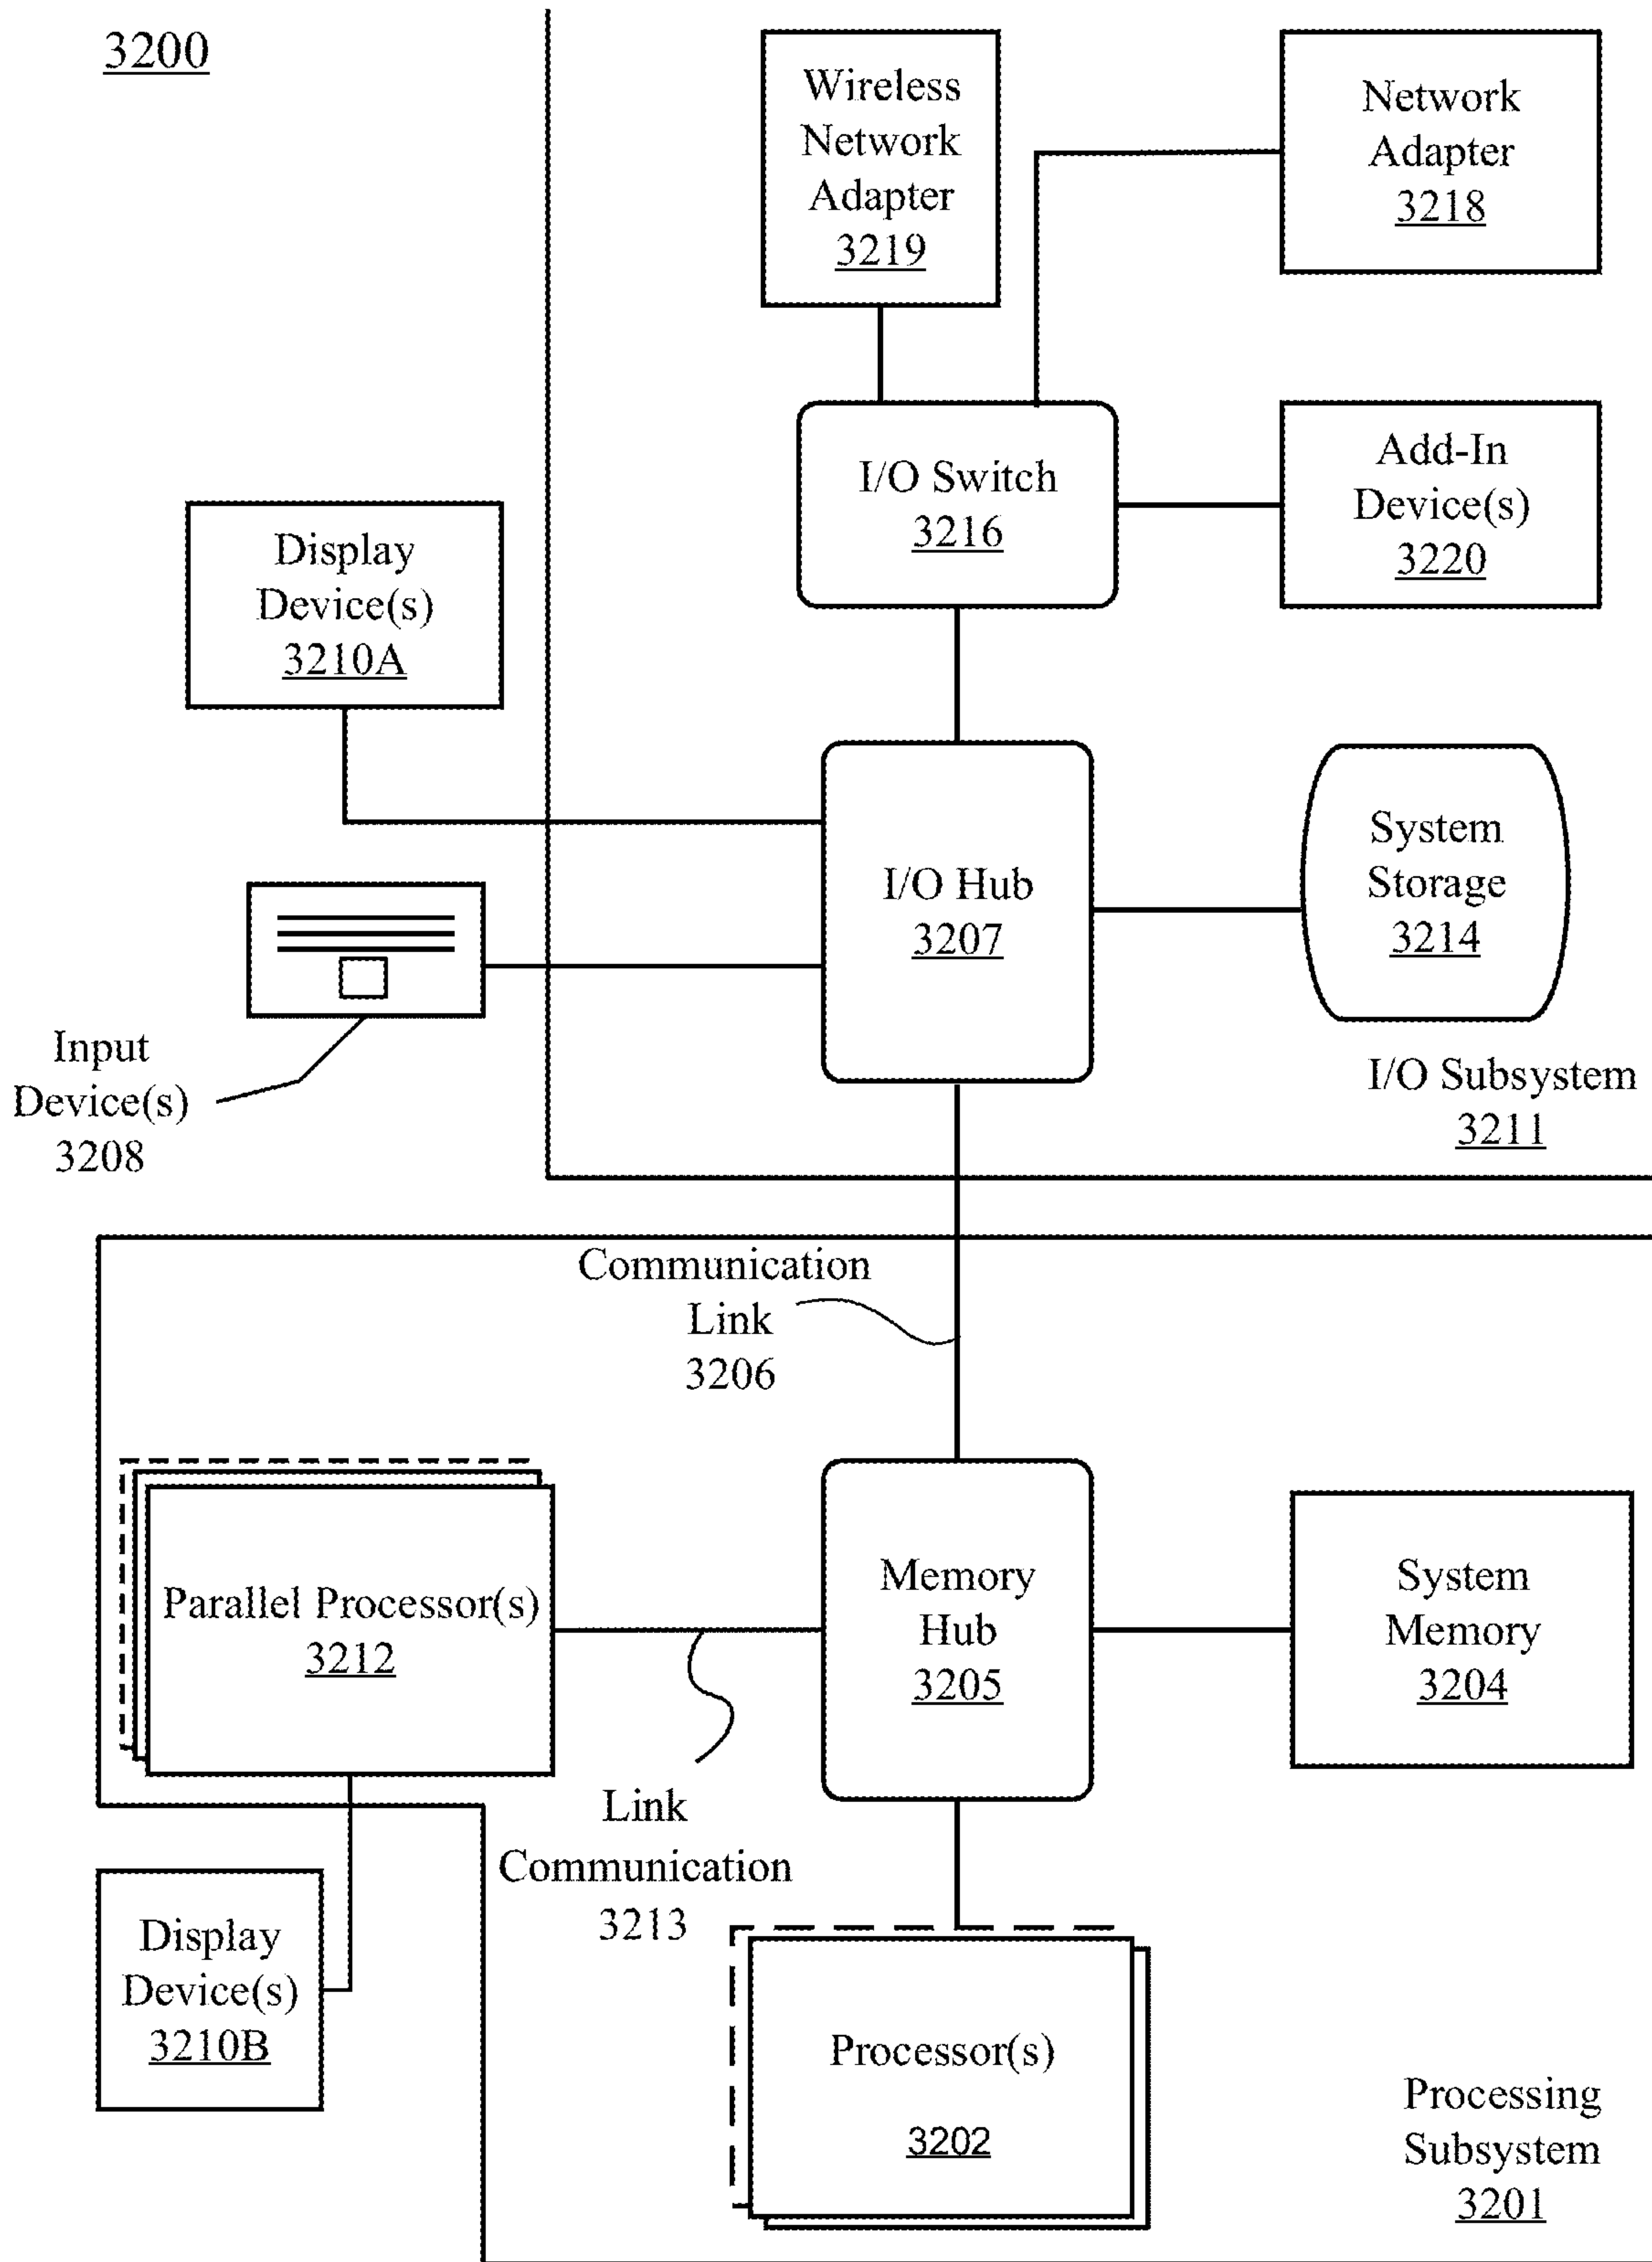 3200
Wireless
Network
Adapter
3219
Network
Adapter
3218
I/O Switch
3216
Add-In
Device(s)
3220
Display
Device(s)
3210A
I/O Hub
3207
System
Storage
3214
Input
Device(s)
3208
I/O Subsystem
3211
Communication
Link
3206
Parallel Processor(s)
3212
Memory
Hub
3205
System
Memory
3204
Link
Communication
3213
Display
Device(s)
3210B
Processor(s)
3202
Processing
Subsystem
3201